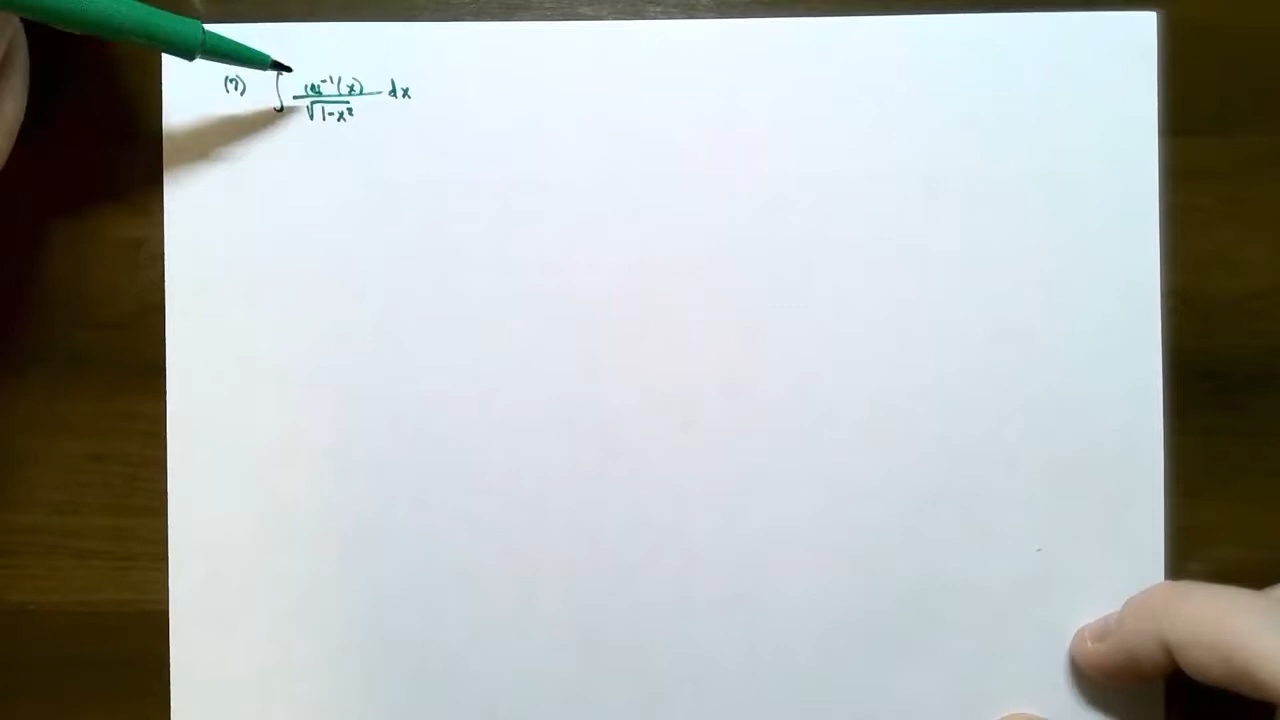 (7) ∫ cos⁻¹(x) / √(1-x²) dx